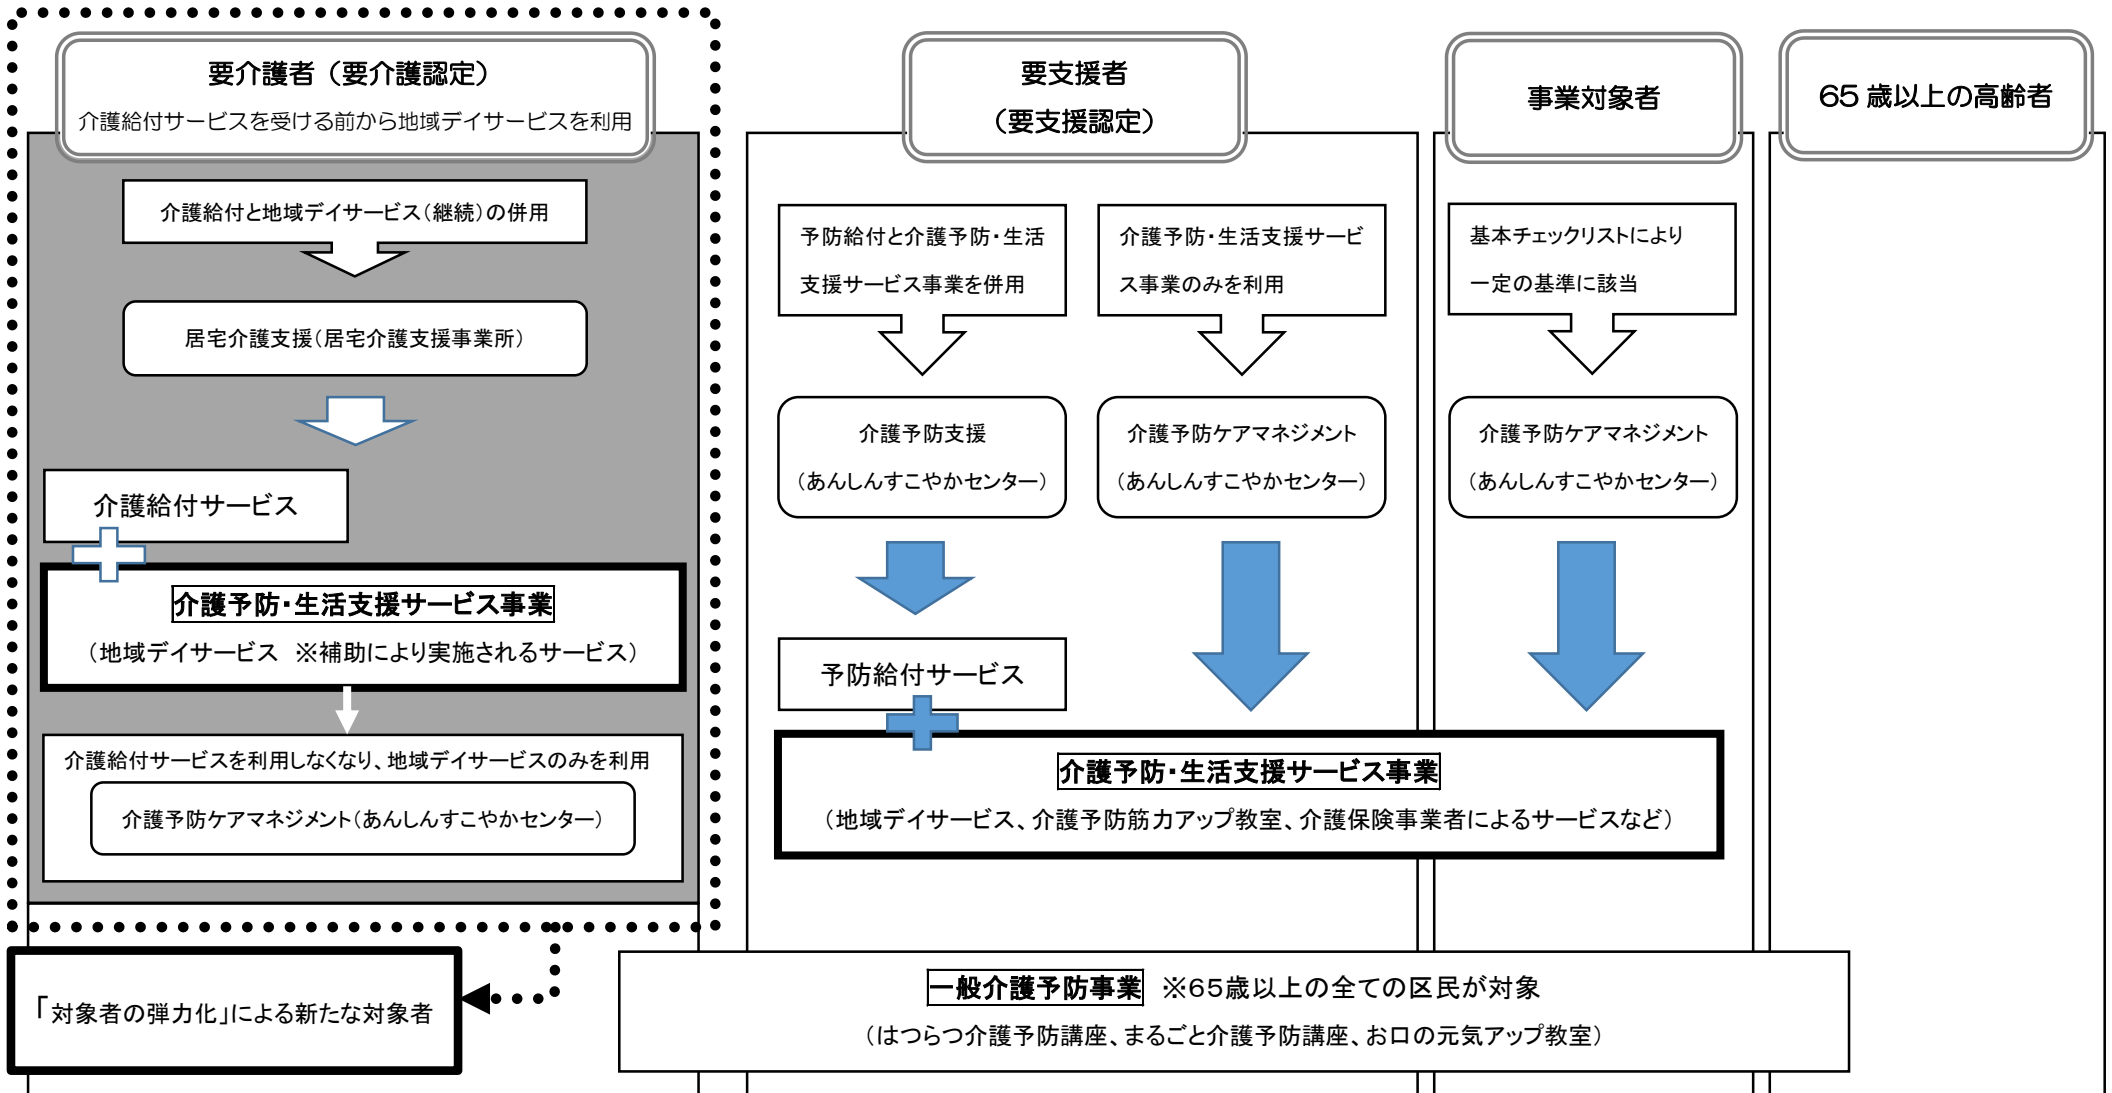 要介護者（要介護認定）
介護給付サービスを受ける前から地域デイサービスを利用
介護給付と地域デイサービス（継続）の併用
居宅介護支援（居宅介護支援事業所）
介護給付サービス
介護予防・生活支援サービス事業
（地域デイサービス　※補助により実施されるサービス）
介護給付サービスを利用しなくなり、地域デイサービスのみを利用
介護予防ケアマネジメント（あんしんすこやかセンター）
「対象者の弾力化」による新たな対象者
要支援者
（要支援認定）
予防給付と介護予防・生活
支援サービス事業を併用
介護予防支援
（あんしんすこやかセンター）
予防給付サービス
介護予防・生活支援サービ
ス事業のみを利用
介護予防ケアマネジメント
（あんしんすこやかセンター）
事業対象者
基本チェックリストにより
一定の基準に該当
介護予防ケアマネジメント
（あんしんすこやかセンター）
介護予防・生活支援サービス事業
（地域デイサービス、介護予防筋力アップ教室、介護保険事業者によるサービスなど）
65 歳以上の高齢者
一般介護予防事業　※65歳以上の全ての区民が対象
（はつらつ介護予防講座、まるごと介護予防講座、お口の元気アップ教室）